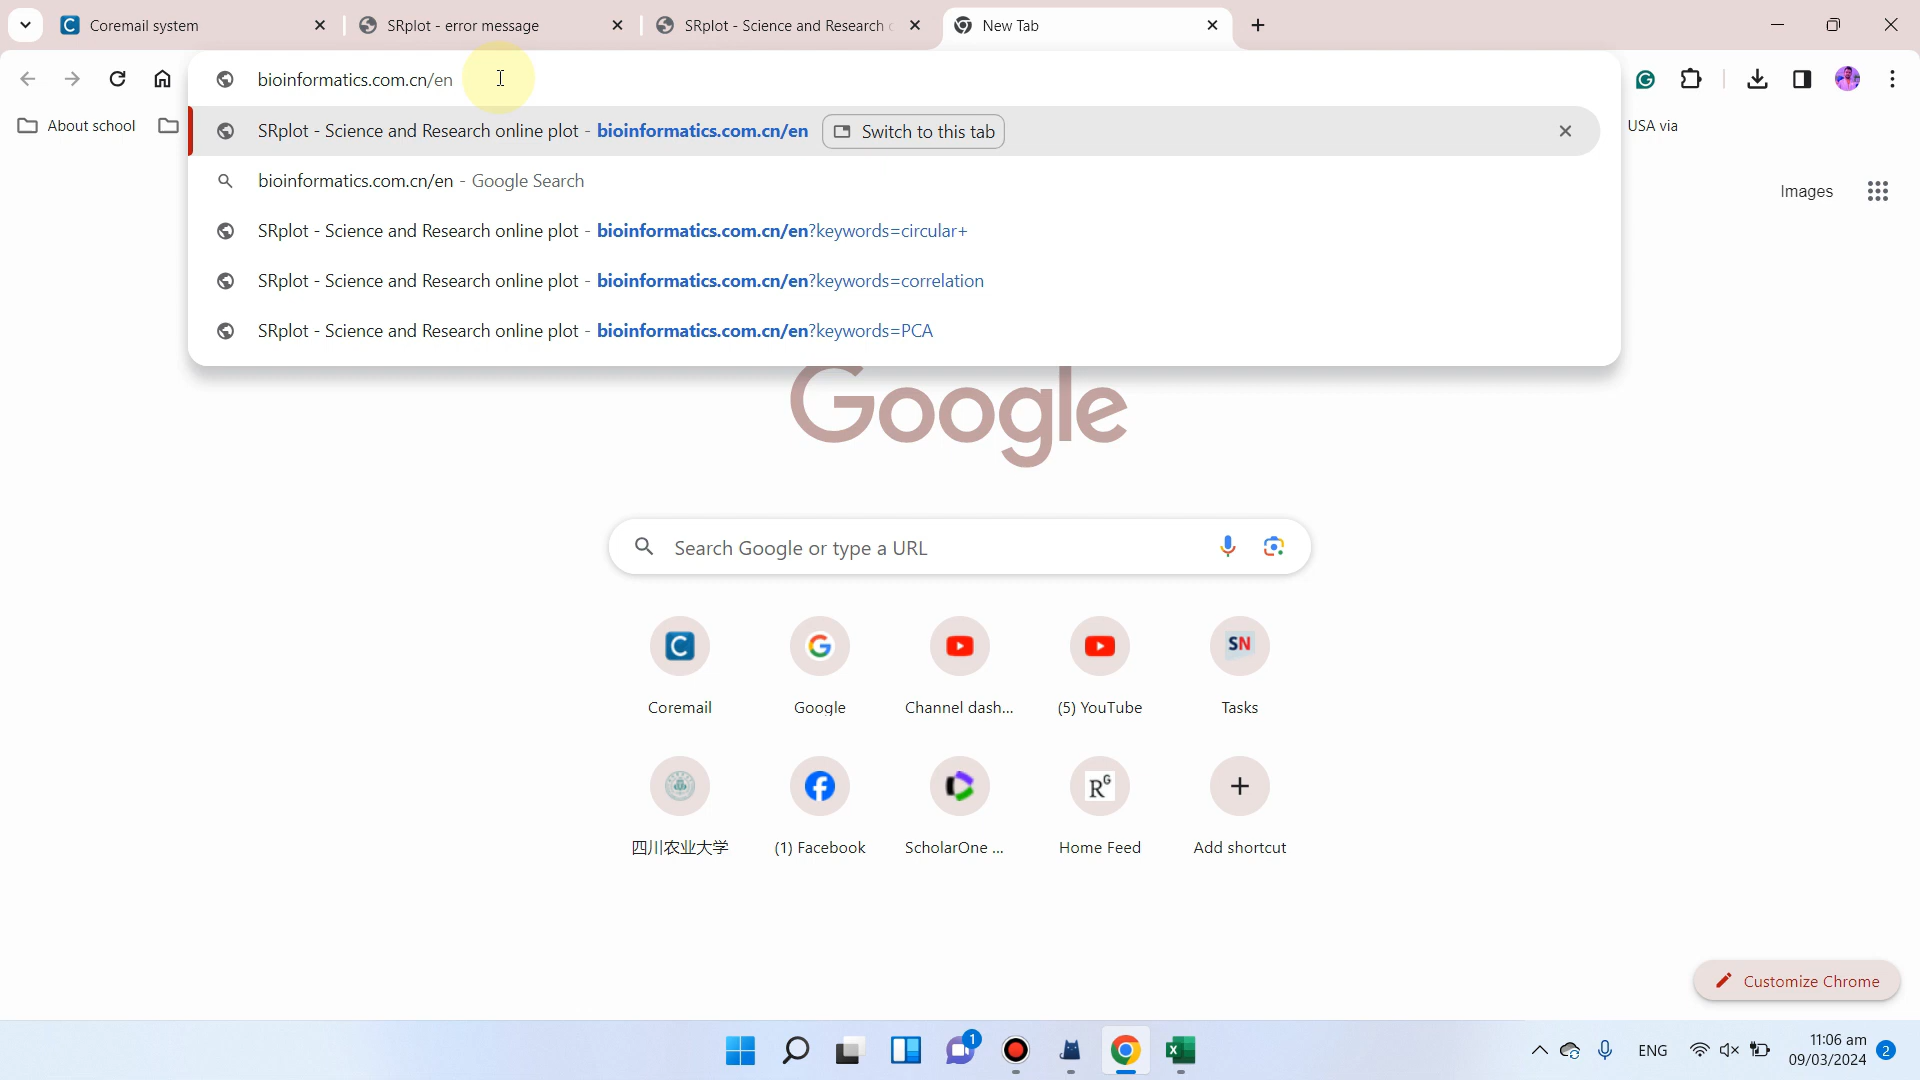 Coremail system
SRplot - error message
SRplot - Science and Research
New Tab
bioinformatics.com.cn/en
About school
SRplot - Science and Research online plot - bioinformatics.com.cn/en Switch to this tab
USA via
bioinformatics.com.cn/en - Google Search
Images
SRplot - Science and Research online plot - bioinformatics.com.cn/en?keywords=circular+
SRplot - Science and Research online plot - bioinformatics.com.cn/en?keywords=correlation
SRplot - Science and Research online plot - bioinformatics.com.cn/en?keywords=PCA
Google
Search Google or type a URL
SN
Coremail
Google
Channel dash...
(5) YouTube
Tasks
RG
四川农业大学
(1) Facebook
ScholarOne ...
Home Feed
Add shortcut
Customize Chrome
1
ENG
11:06 am
09/03/2024
2